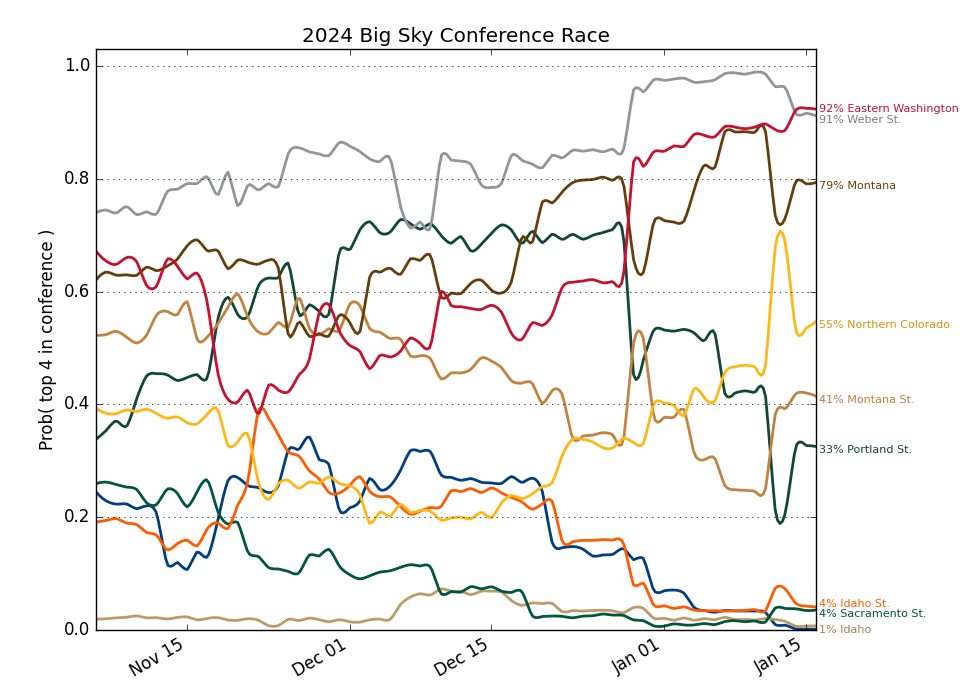 2024 Big Sky Conference Race
Prob( top 4 in conference )
1.0
0.8
0.6
0.4
0.2
0.0
Nov 15
Dec 01
Dec 15
Jan 01
Jan 15
92% Eastern Washington
91% Weber St.
79% Montana
55% Northern Colorado
41% Montana St.
33% Portland St.
4% Idaho St.
4% Sacramento St.
1% Idaho